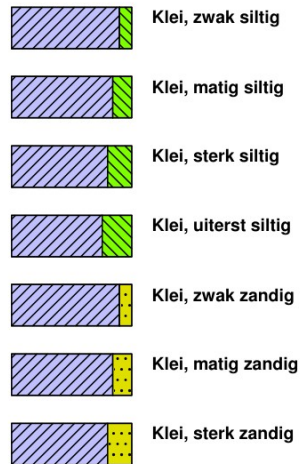 Klei, zwak siltig
Klei, matig siltig
Klei, sterk siltig
Klei, uiterst siltig
Klei, zwak zandig
Klei, matig zandig
Klei, sterk zandig